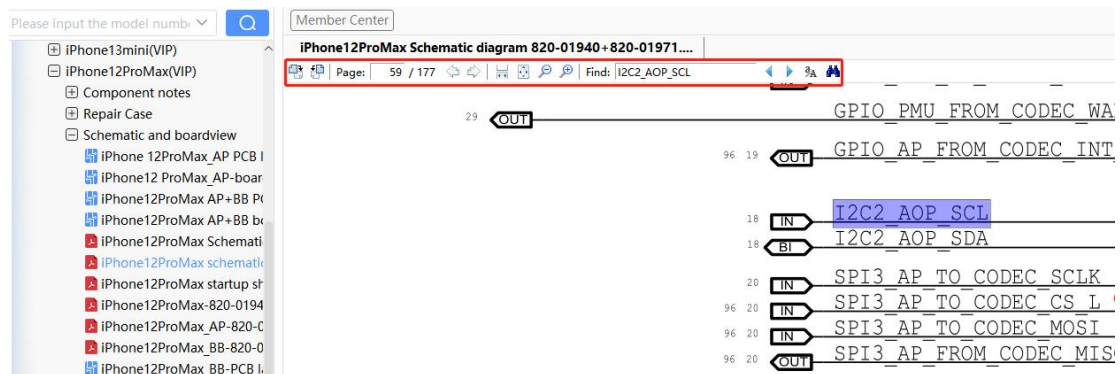 Please input the model numb
Member Center
iPhone13mini(VIP)
iPhone12ProMax(VIP)
Component notes
Repair Case
Schematic and boardview
iPhone 12ProMax_AP PCB l
iPhone12 ProMax_AP-boar
iPhone12ProMax AP+BB P
iPhone12ProMax AP+BB b
iPhone12ProMax Schemati
iPhone12ProMax schematic
iPhone12ProMax startup sh
iPhone12ProMax-820-0194
iPhone12ProMax_AP-820-0
iPhone12ProMax_BB-820-0
iPhone12ProMax BB-PCB l
iPhone12ProMax Schematic diagram 820-01940+820-01971....
Page: 59 / 177 Find: I2C2_AOP_SCL
29 OUT GPIO_PMU_FROM_CODEC_WA
96 19 OUT GPIO_AP_FROM_CODEC_INT
18 IN I2C2_AOP_SCL
18 BI I2C2_AOP_SDA
20 IN SPI3_AP_TO_CODEC_SCLK
96 20 IN SPI3_AP_TO_CODEC_CS_L
96 20 IN SPI3_AP_TO_CODEC_MOSI
96 20 OUT SPI3_AP_FROM_CODEC_MIS